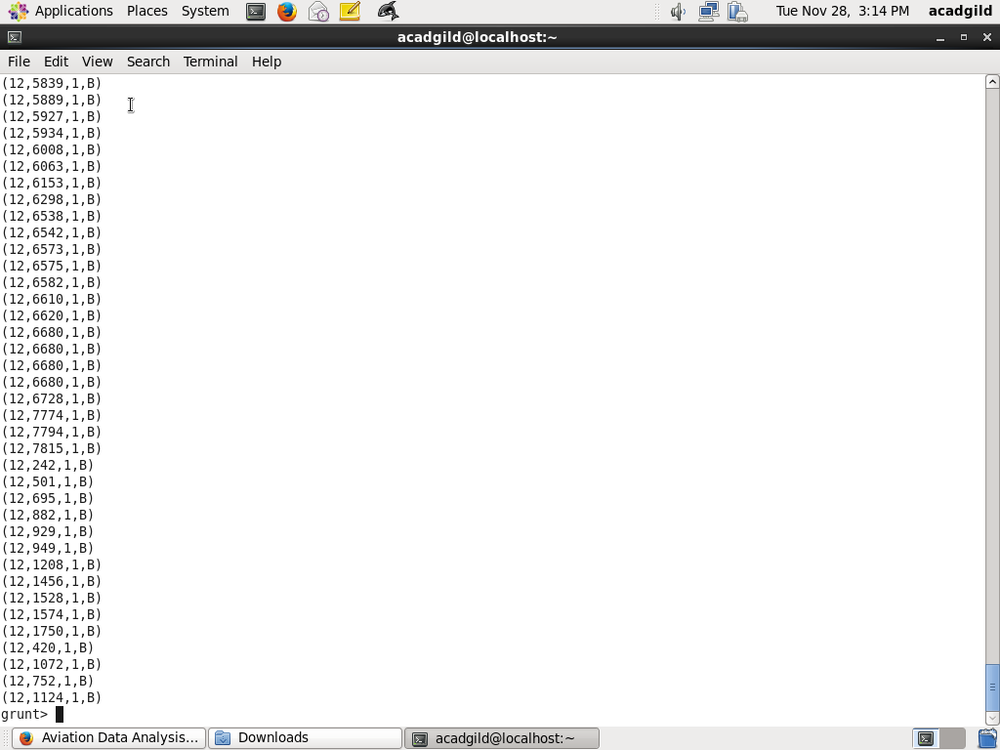 Applications Places System Tue Nov 28, 3:14 PM acadgild
acadgild@localhost:~
File Edit View Search Terminal Help
(12,5839,1,B)
(12,5889,1,B)
(12,5927,1,B)
(12,5934,1,B)
(12,6008,1,B)
(12,6063,1,B)
(12,6153,1,B)
(12,6298,1,B)
(12,6538,1,B)
(12,6542,1,B)
(12,6573,1,B)
(12,6575,1,B)
(12,6582,1,B)
(12,6610,1,B)
(12,6620,1,B)
(12,6680,1,B)
(12,6680,1,B)
(12,6680,1,B)
(12,6680,1,B)
(12,6728,1,B)
(12,7774,1,B)
(12,7794,1,B)
(12,7815,1,B)
(12,242,1,B)
(12,501,1,B)
(12,695,1,B)
(12,882,1,B)
(12,929,1,B)
(12,949,1,B)
(12,1208,1,B)
(12,1456,1,B)
(12,1528,1,B)
(12,1574,1,B)
(12,1750,1,B)
(12,420,1,B)
(12,1072,1,B)
(12,752,1,B)
(12,1124,1,B)
grunt>
Aviation Data Analysis... Downloads acadgild@localhost:~